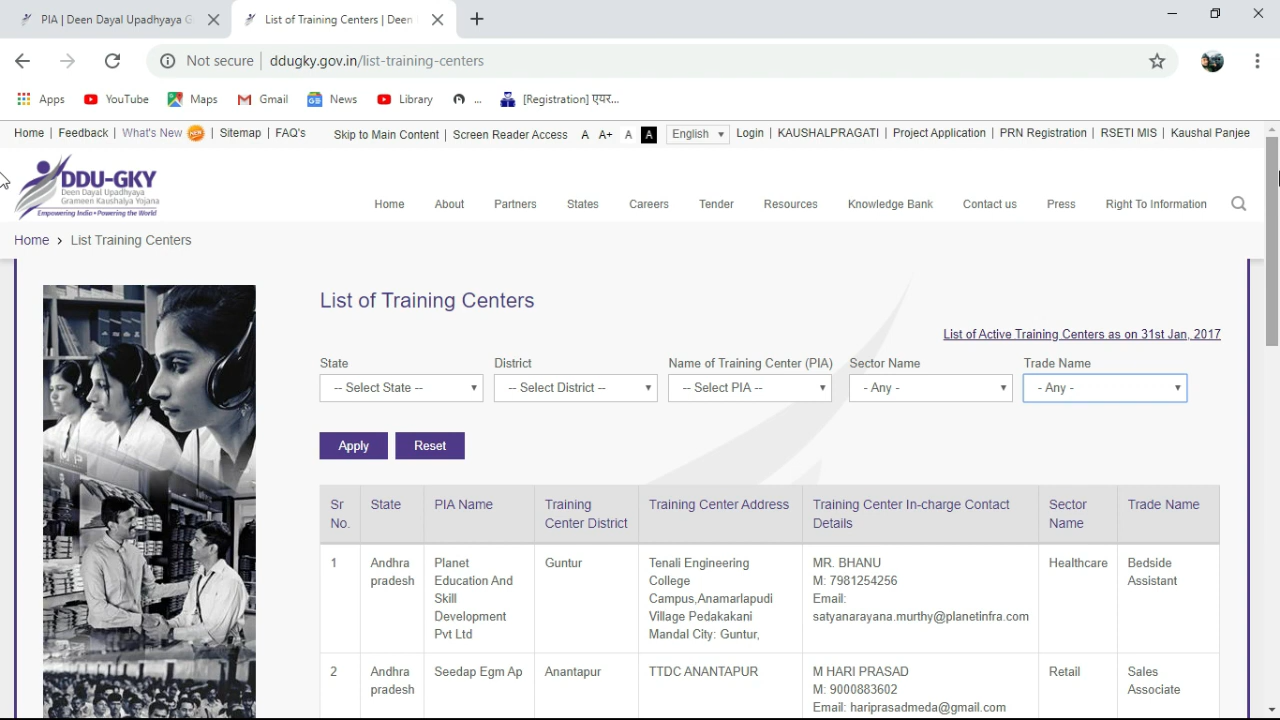 PIA | Deen Dayal Upadhyaya G
List of Training Centers | Deen
Not secure | ddugky.gov.in/list-training-centers
Apps YouTube Maps Gmail News Library ... [Registration] एयर...
Home | Feedback | What's New | Sitemap | FAQ's Skip to Main Content | Screen Reader Access A A+ A A English Login | KAUSHALPRAGATI | Project Application | PRN Registration | RSETI MIS | Kaushal Panjee
DDU-GKY
Deen Dayal Upadhyaya
Grameen Kaushalya Yojana
Empowering India • Powering the World
Home About Partners States Careers Tender Resources Knowledge Bank Contact us Press Right To Information
Home > List Training Centers
List of Training Centers
List of Active Training Centers as on 31st Jan, 2017
State District Name of Training Center (PIA) Sector Name Trade Name
-- Select State -- -- Select District -- -- Select PIA -- - Any - - Any -
Apply Reset
Sr No. State PIA Name Training Center District Training Center Address Training Center In-charge Contact Details Sector Name Trade Name
1
Andhra
pradesh
Planet
Education And
Skill
Development
Pvt Ltd
Guntur
Tenali Engineering
College
Campus,Anamarlapudi
Village Pedakakani
Mandal City: Guntur,
MR. BHANU
M: 7981254256
Email:
satyanarayana.murthy@planetinfra.com
Healthcare
Bedside
Assistant
2
Andhra
pradesh
Seedap Egm Ap
Anantapur
TTDC ANANTAPUR
M HARI PRASAD
M: 9000883602
Email: hariprasadmeda@gmail.com
Retail
Sales
Associate